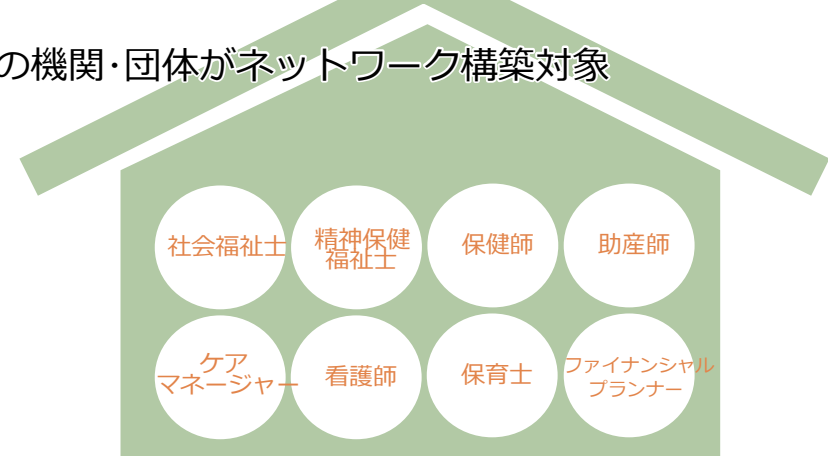 の機関・団体がネットワーク構築対象
社会福祉士
精神保健
福祉士
保健師
助産師
ケア
マネージャー
看護師
保育士
ファイナンシャル
プランナー